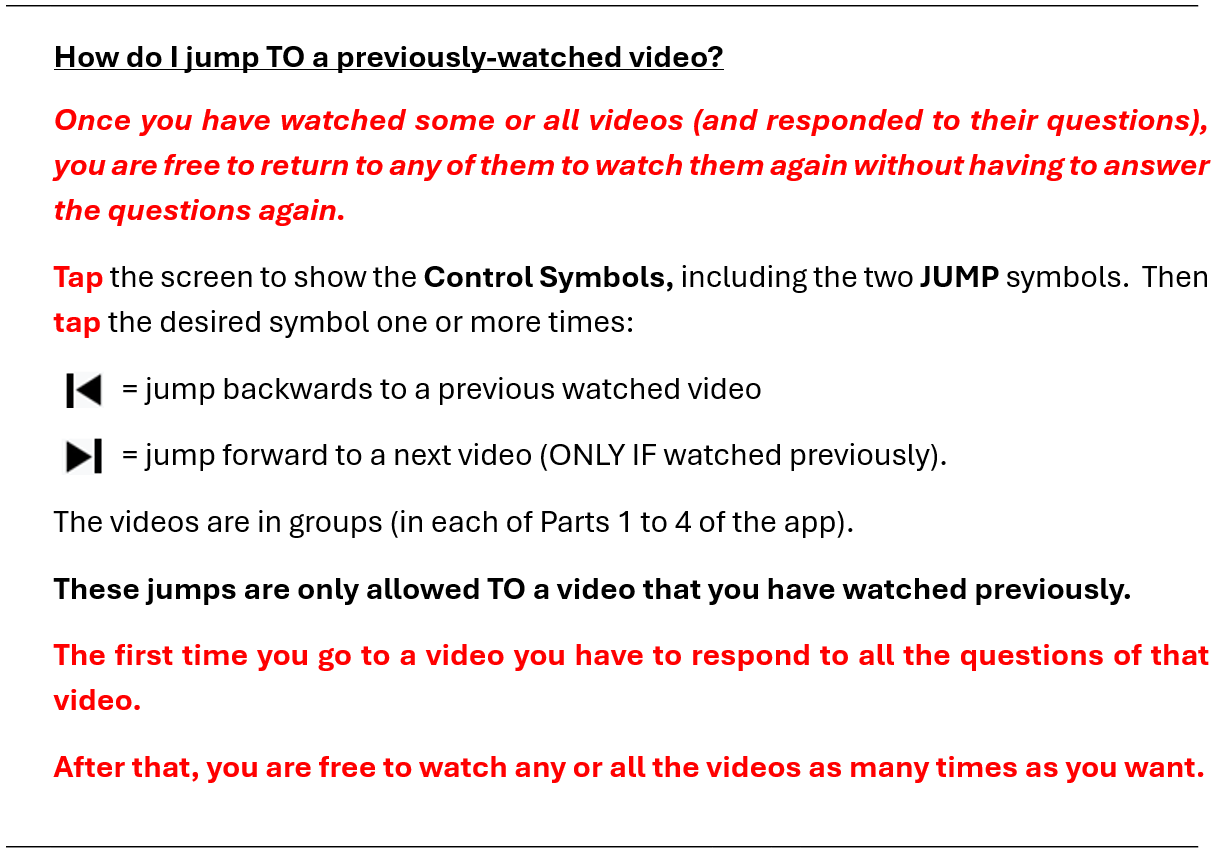 How do I jump TO a previously-watched video?
Once you have watched some or all videos (and responded to their questions),
you are free to return to any of them to watch them again without having to answer
the questions again.
Tap the screen to show the Control Symbols, including the two JUMP symbols. Then
tap the desired symbol one or more times:
= jump backwards to a previous watched video
= jump forward to a next video (ONLY IF watched previously).
The videos are in groups (in each of Parts 1 to 4 of the app).
These jumps are only allowed TO a video that you have watched previously.
The first time you go to a video you have to respond to all the questions of that
video.
After that, you are free to watch any or all the videos as many times as you want.